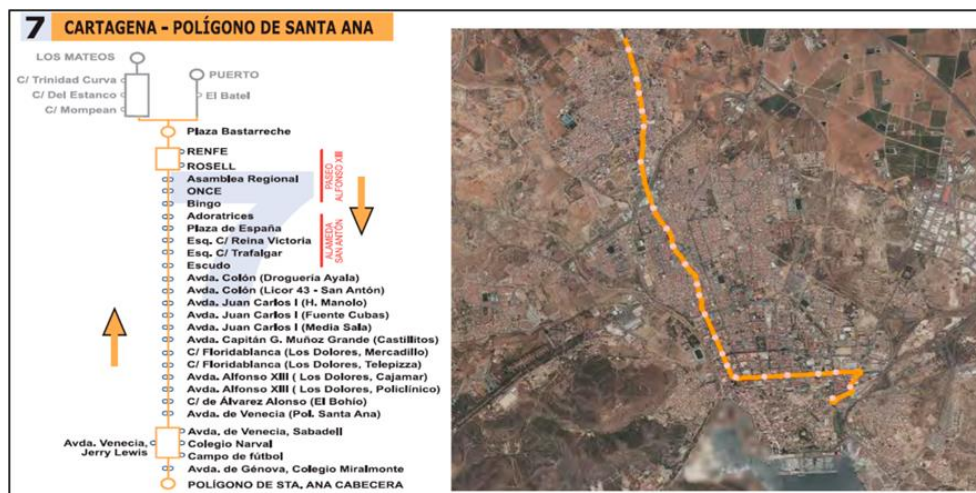 7 CARTAGENA – POLÍGONO DE SANTA ANA
LOS MATEOS
C/ Trinidad Curva
C/ Del Estanco
C/ Mompean
PUERTO
El Batel
Plaza Bastarreche
RENFE
ROSELL
Asamblea Regional
ONCE
Bingo
PASEO
ALFONSO XIII
Adoratrices
Plaza de España
Esq. C/ Reina Victoria
Esq. C/ Trafalgar
Escudo
ALAMEDA
SAN ANTÓN
7
Avda. Colón (Droguería Ayala)
Avda. Colón (Licor 43 - San Antón)
Avda. Juan Carlos I (H. Manolo)
Avda. Juan Carlos I (Fuente Cubas)
Avda. Juan Carlos I (Media Sala)
Avda. Capitán G. Muñoz Grande (Castillitos)
C/ Floridablanca (Los Dolores, Mercadillo)
C/ Floridablanca (Los Dolores, Telepizza)
Avda. Alfonso XIII ( Los Dolores, Cajamar)
Avda. Alfonso XIII ( Los Dolores, Policlínico)
C/ de Álvarez Alonso (El Bohío)
Avda. de Venecia (Pol. Santa Ana)
Avda. Venecia,
Jerry Lewis
Avda. de Venecia, Sabadell
Colegio Narval
Campo de fútbol
Avda. de Génova, Colegio Miralmonte
POLÍGONO DE STA, ANA CABECERA